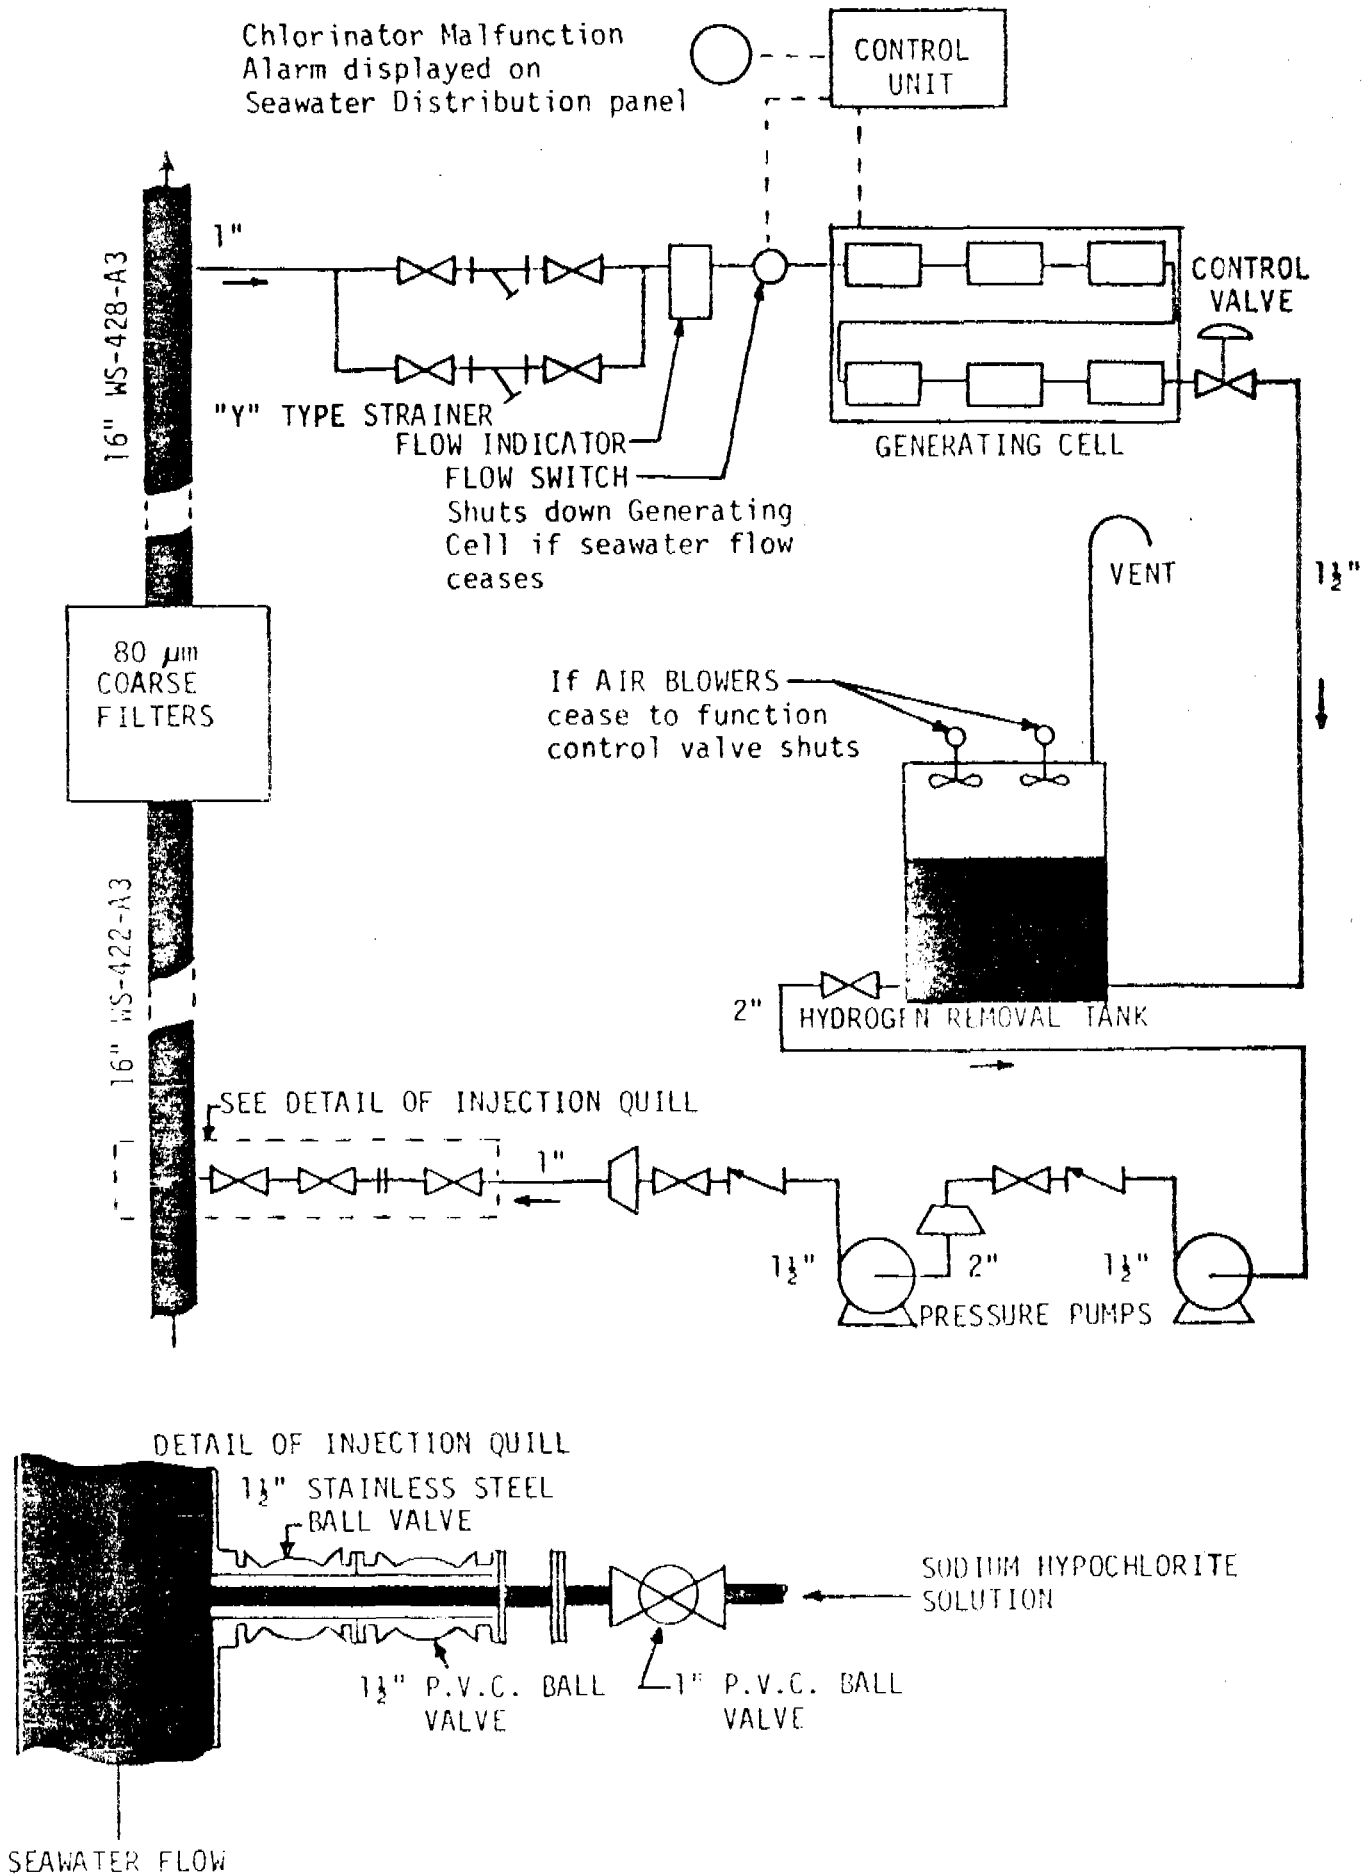 Chlorinator Malfunction
Alarm displayed on
Seawater Distribution panel
CONTROL
UNIT
1"
16" WS-428-A3
CONTROL
VALVE
"Y" TYPE STRAINER
FLOW INDICATOR
GENERATING CELL
FLOW SWITCH
Shuts down Generating
Cell if seawater flow
ceases
VENT
1½"
80 µm
COARSE
FILTERS
If AIR BLOWERS
cease to function
control valve shuts
16" WS-422-A3
2"
HYDROGEN REMOVAL TANK
SEE DETAIL OF INJECTION QUILL
1"
1½"
2"
1½"
PRESSURE PUMPS
DETAIL OF INJECTION QUILL
1½" STAINLESS STEEL
BALL VALVE
SODIUM HYPOCHLORITE
SOLUTION
1½" P.V.C. BALL
VALVE
1" P.V.C. BALL
VALVE
SEAWATER FLOW